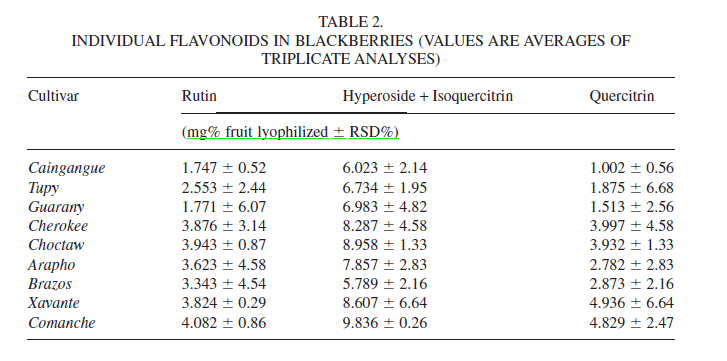 TABLE 2.
INDIVIDUAL FLAVONOIDS IN BLACKBERRIES (VALUES ARE AVERAGES OF
TRIPLICATE ANALYSES)
Cultivar Rutin Hyperoside + Isoquercitrin Quercitrin
(mg% fruit lyophilized ± RSD%)
Caingangue 1.747 ± 0.52 6.023 ± 2.14 1.002 ± 0.56
Tupy 2.553 ± 2.44 6.734 ± 1.95 1.875 ± 6.68
Guarany 1.771 ± 6.07 6.983 ± 4.82 1.513 ± 2.56
Cherokee 3.876 ± 3.14 8.287 ± 4.58 3.997 ± 4.58
Choctaw 3.943 ± 0.87 8.958 ± 1.33 3.932 ± 1.33
Arapho 3.623 ± 4.58 7.857 ± 2.83 2.782 ± 2.83
Brazos 3.343 ± 4.54 5.789 ± 2.16 2.873 ± 2.16
Xavante 3.824 ± 0.29 8.607 ± 6.64 4.936 ± 6.64
Comanche 4.082 ± 0.86 9.836 ± 0.26 4.829 ± 2.47